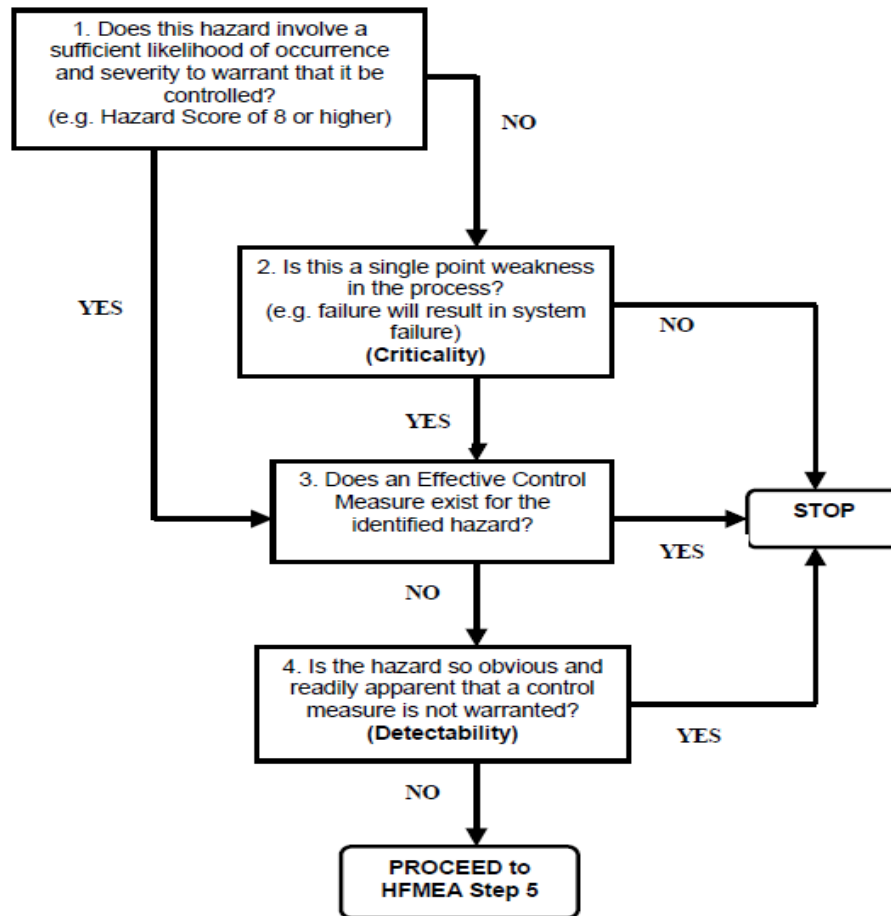 1. Does this hazard involve a
sufficient likelihood of occurrence
and severity to warrant that it be
controlled?
(e.g. Hazard Score of 8 or higher)
NO
YES
2. Is this a single point weakness
in the process?
(e.g. failure will result in system
failure)
(Criticality)
NO
YES
3. Does an Effective Control
Measure exist for the
identified hazard?
STOP
YES
NO
4. Is the hazard so obvious and
readily apparent that a control
measure is not warranted?
(Detectability)
YES
NO
PROCEED to
HFMEA Step 5